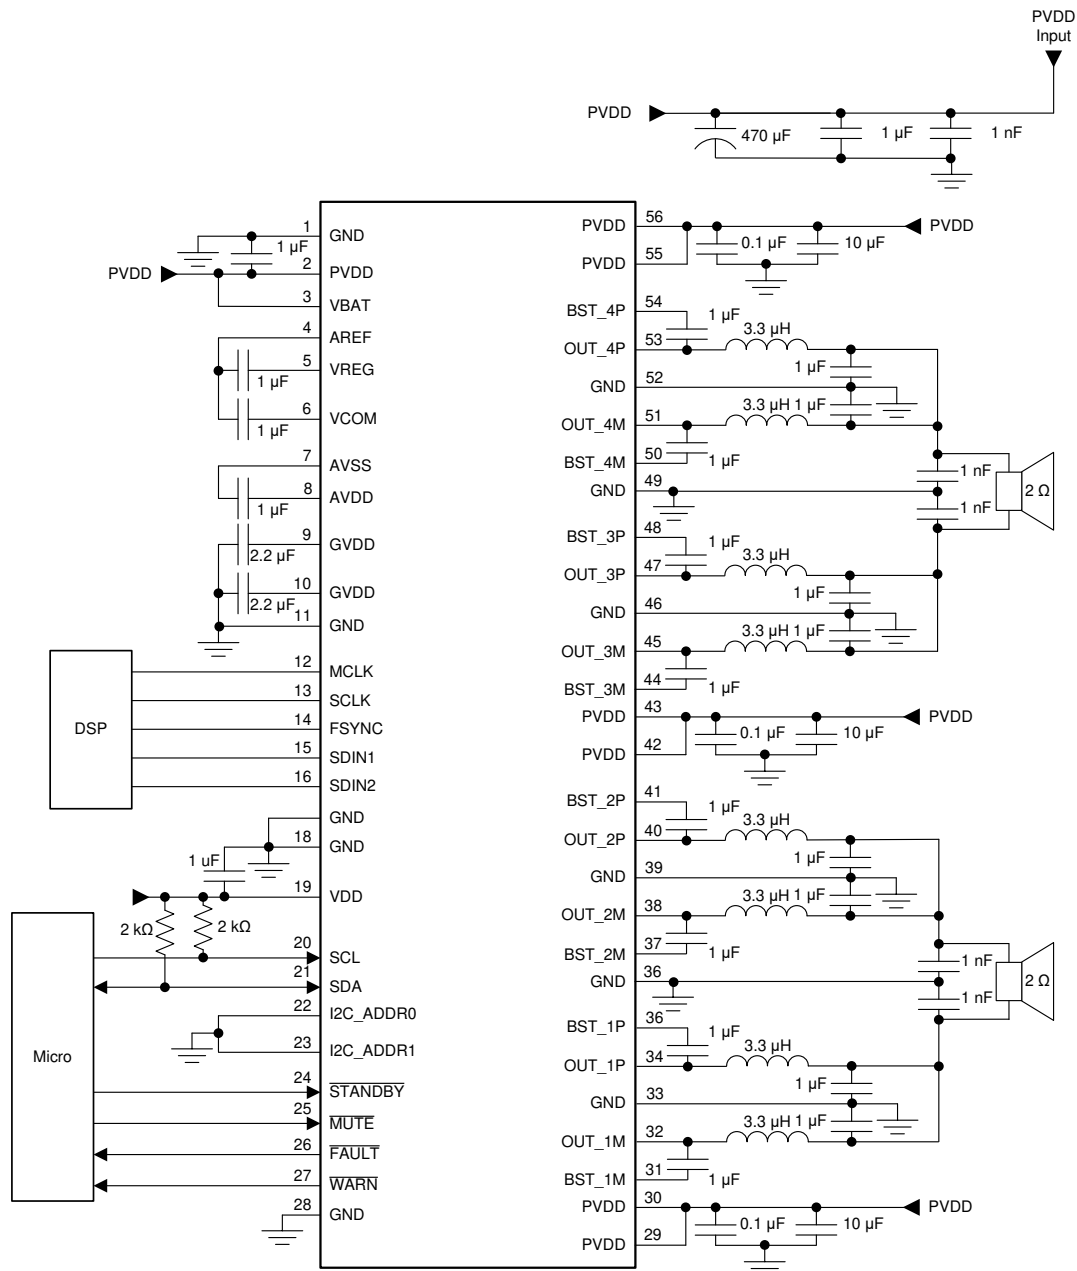 PVDD
Input
PVDD
470 µF
1 µF
1 nF
1
GND
1 µF
PVDD
2
PVDD
3
VBAT
4
AREF
5
VREG
1 µF
6
VCOM
1 µF
7
AVSS
8
AVDD
1 µF
9
GVDD
2.2 µF
10
GVDD
2.2 µF
11
GND
DSP
12
MCLK
13
SCLK
14
FSYNC
15
SDIN1
16
SDIN2
GND
18
GND
1 uF
19
VDD
2 kΩ
2 kΩ
Micro
20
SCL
21
SDA
22
I2C_ADDR0
23
I2C_ADDR1
24
STANDBY
25
MUTE
26
FAULT
27
WARN
28
GND
PVDD
56
PVDD
0.1 µF
10 µF
PVDD
55
BST_4P
54
1 µF
OUT_4P
53
3.3 µH
1 µF
GND
52
OUT_4M
51
3.3 µH
1 µF
BST_4M
50
1 µF
GND
49
1 nF
2 Ω
1 nF
BST_3P
48
1 µF
OUT_3P
47
3.3 µH
1 µF
GND
46
OUT_3M
45
3.3 µH
1 µF
BST_3M
44
1 µF
PVDD
43
PVDD
0.1 µF
10 µF
PVDD
42
BST_2P
41
1 µF
OUT_2P
40
3.3 µH
1 µF
GND
39
OUT_2M
38
3.3 µH
1 µF
BST_2M
37
1 µF
GND
36
1 nF
2 Ω
1 nF
BST_1P
36
1 µF
OUT_1P
34
3.3 µH
1 µF
GND
33
OUT_1M
32
3.3 µH
1 µF
BST_1M
31
1 µF
PVDD
30
PVDD
0.1 µF
10 µF
PVDD
29